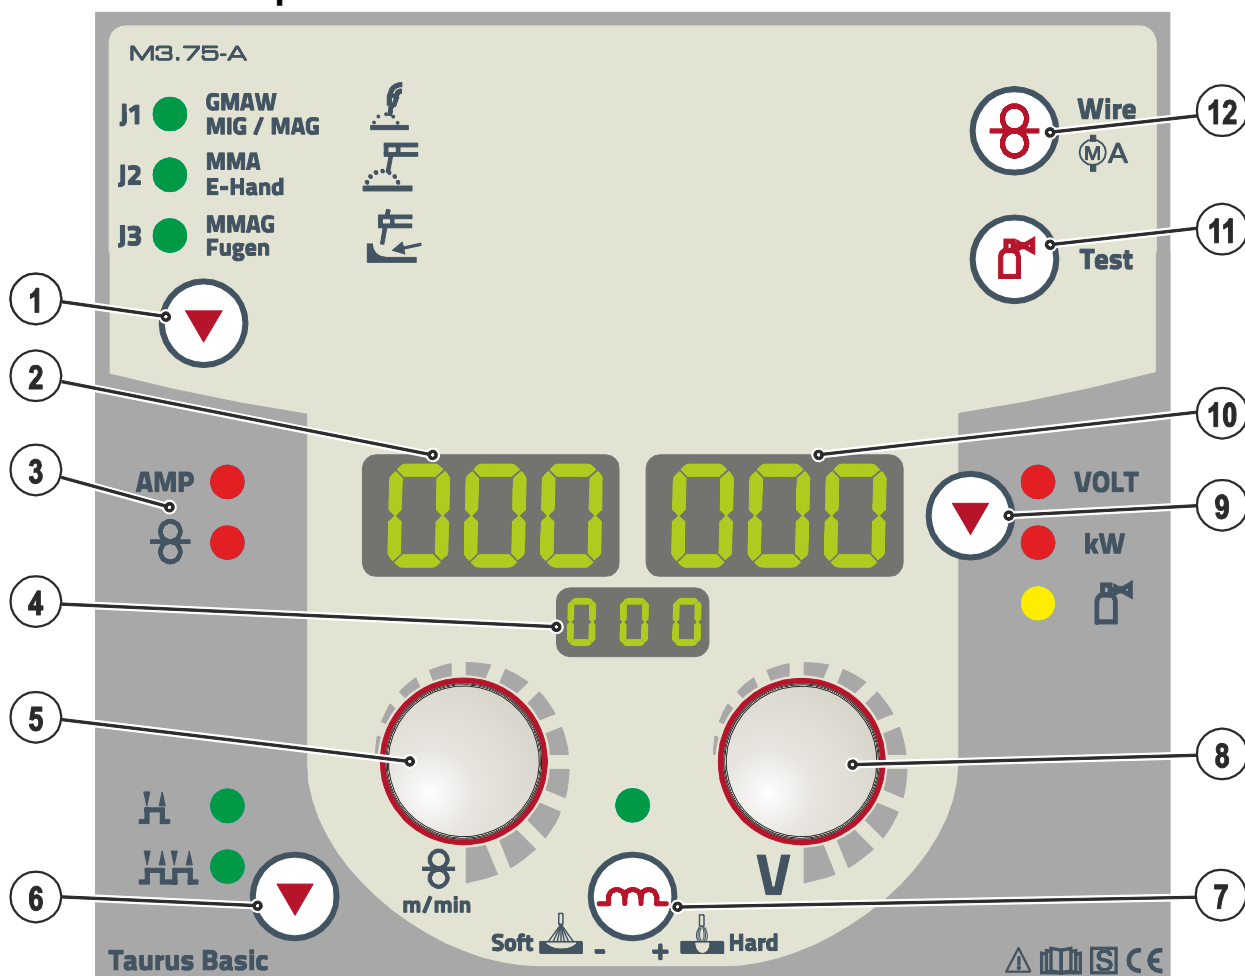 M3.75-A
J1 GMAW
MIG / MAG
J2 MMA
E-Hand
J3 MMAG
Fugen
Wire
M A
Test
12
11
1
2
10
3
AMP
000
000
VOLT
9
kW
4
000
5
8
m/min
V
6
7
Soft - + Hard
Taurus Basic
S CE